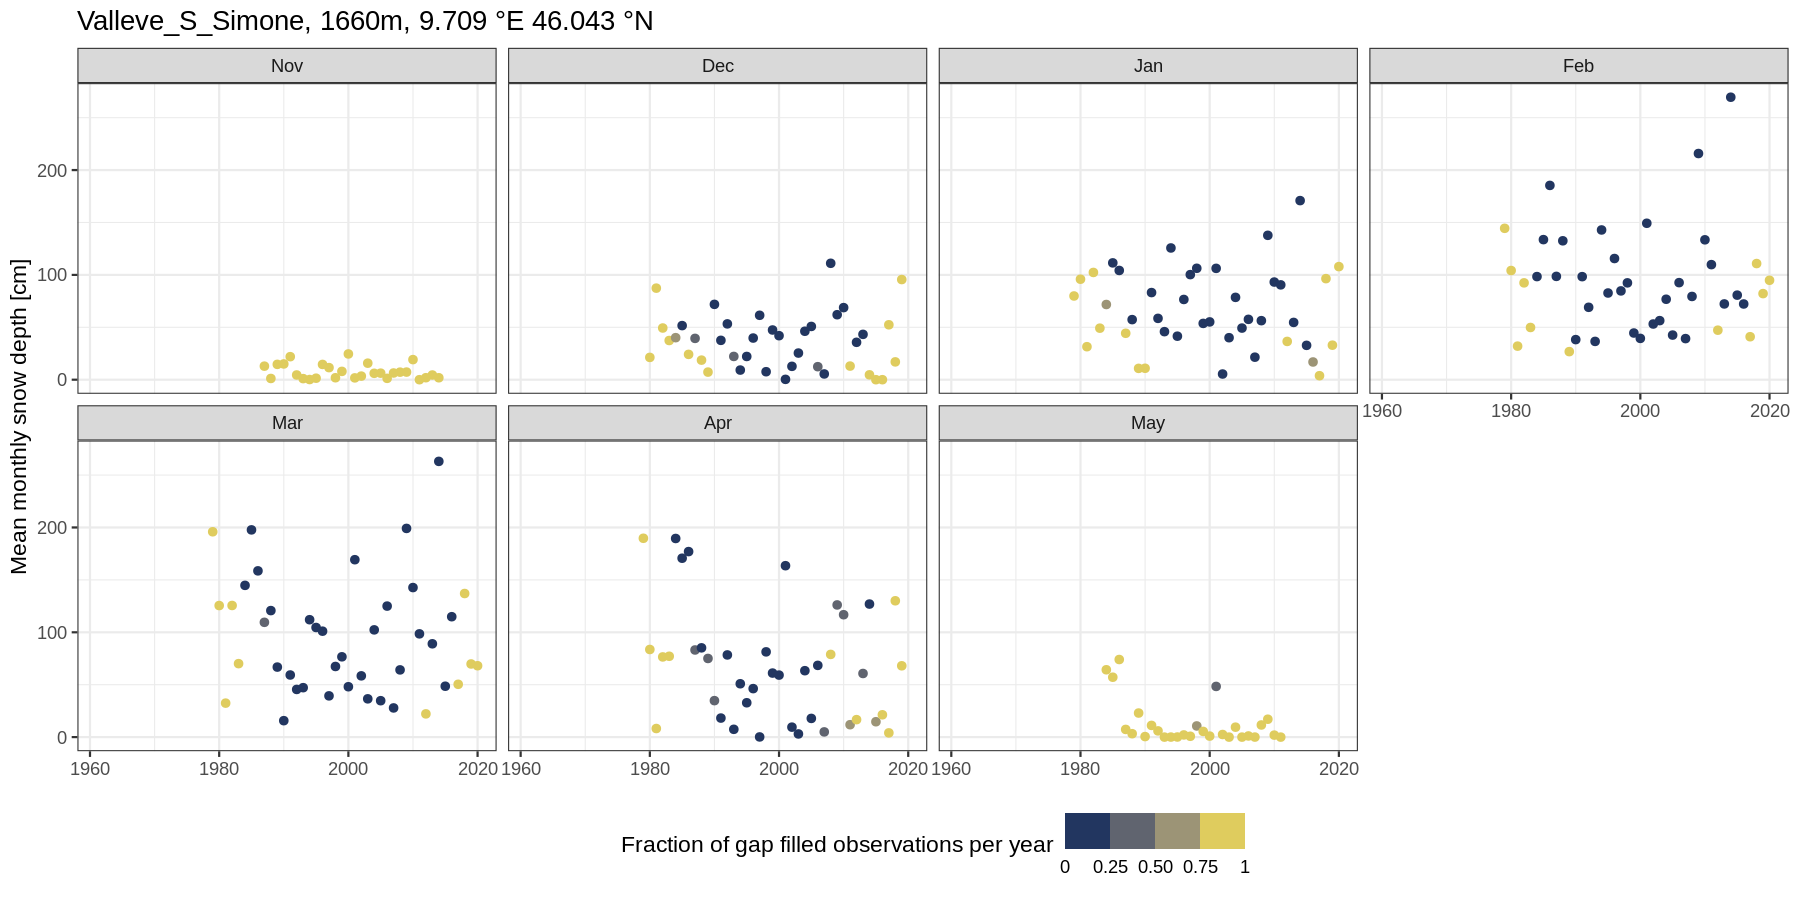 Valleve_S_Simone, 1660m, 9.709 °E 46.043 °N
Nov
Dec
Jan
Feb
Mean monthly snow depth [cm]
200
100
0
1960
1980
2000
2020
Mar
Apr
May
200
100
0
1960
1980
2000
2020
1960
1980
2000
2020
1960
1980
2000
2020
Fraction of gap filled observations per year
0
0.25
0.50
0.75
1